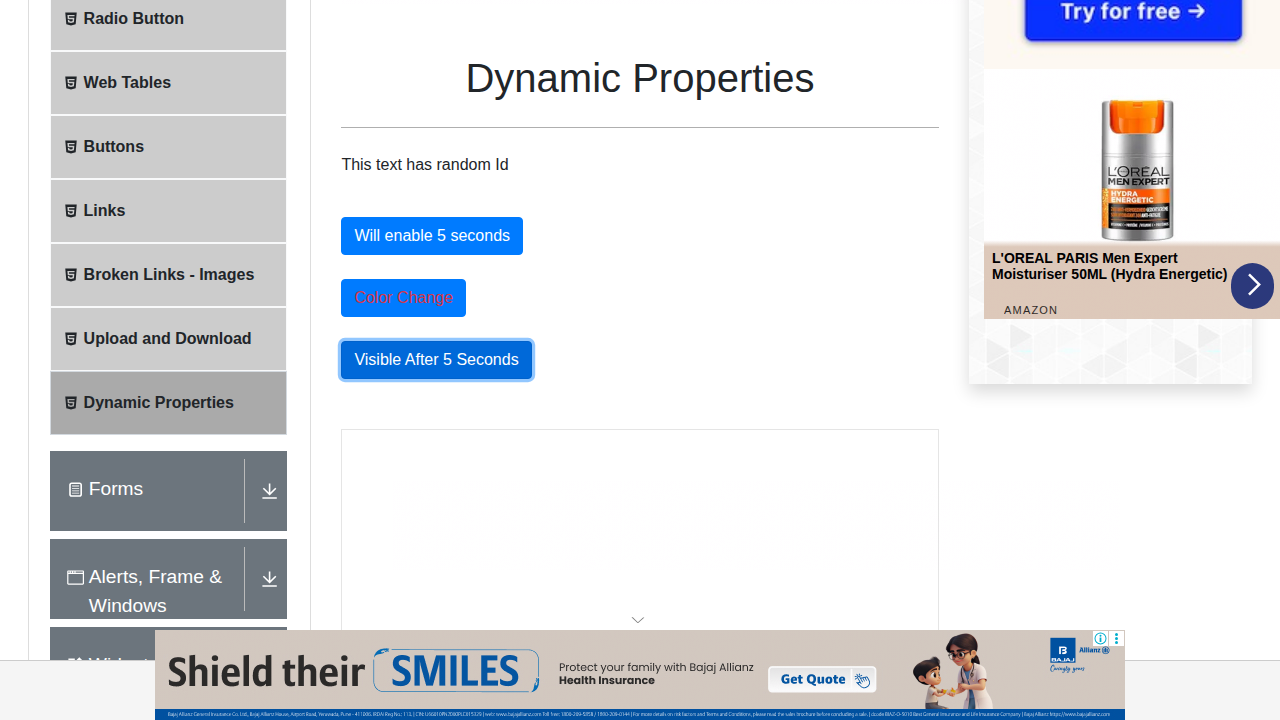 Radio Button
Web Tables
Buttons
Links
Broken Links - Images
Upload and Download
Dynamic Properties
Forms
Alerts, Frame &
Windows
Dynamic Properties
This text has random Id
Will enable 5 seconds
Color Change
Visible After 5 Seconds
Try for free →
L'ORÉAL
MEN EXPERT
HYDRA
ENERGETIC
L'OREAL PARIS Men Expert
Moisturiser 50ML (Hydra Energetic)
AMAZON
Shield their SMILES
Protect your family with Bajaj Allianz
Health Insurance
Get Quote
BAJAJ
Allianz
Caringly yours